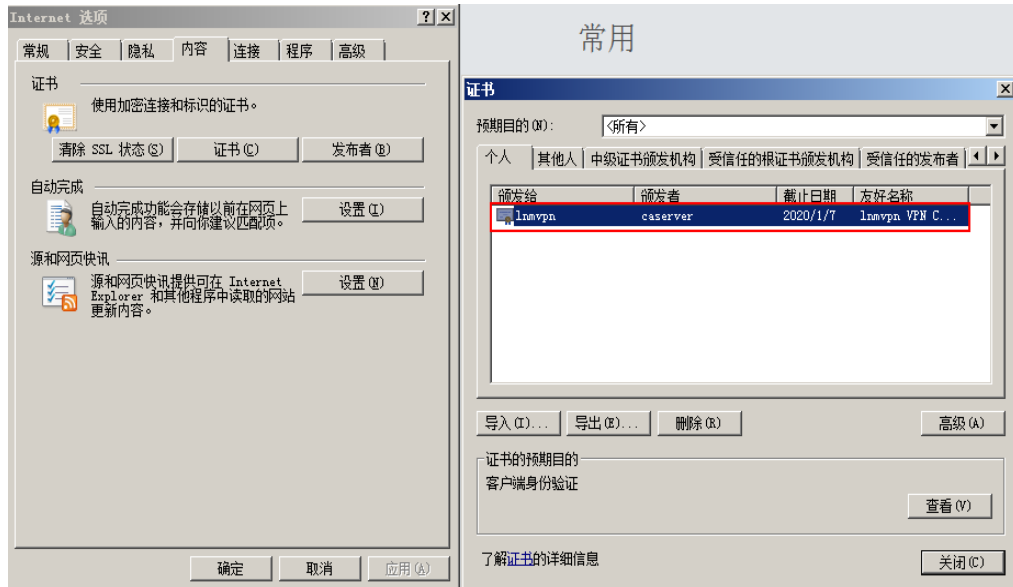 Internet 选项
常规 安全 隐私 内容 连接 程序 高级
证书
使用加密连接和标识的证书。
清除 SSL 状态(S) 证书(C) 发布者(B)
自动完成
自动完成功能会存储以前在网页上
输入的内容，并向你建议匹配项。
设置(I)
源和网页快讯
源和网页快讯提供可在 Internet
Explorer 和其他程序中读取的网站
更新内容。
设置(N)
确定 取消 应用(A)
常用
证书
预期目的(N): <所有>
个人 其他人 中级证书颁发机构 受信任的根证书颁发机构 受信任的发布者
颁发给 颁发者 截止日期 友好名称
lnmvpn caserver 2020/1/7 lnmvpn VPN C...
导入(I)... 导出(E)... 删除(R) 高级(A)
证书的预期目的
客户端身份验证
查看(V)
了解证书的详细信息
关闭(C)